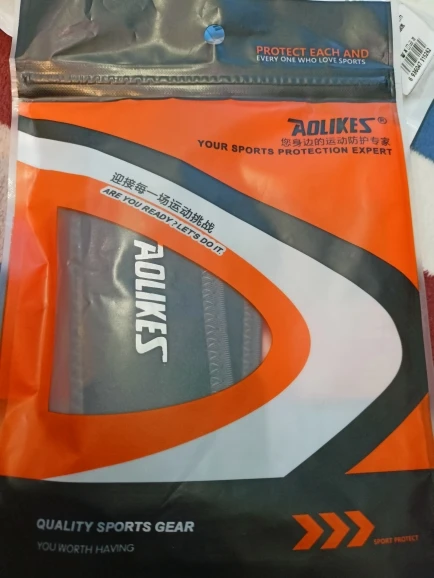 PROTECT EACH AND
EVERY ONE WHO LOVE SPORTS
AOLIKES®
您身边的运动防护专家
YOUR SPORTS PROTECTION EXPERT
迎接每一场运动挑战
ARE YOU READY? LET'S DO IT.
AOLIKES
QUALITY SPORTS GEAR
YOU WORTH HAVING
SPORT PROTECT